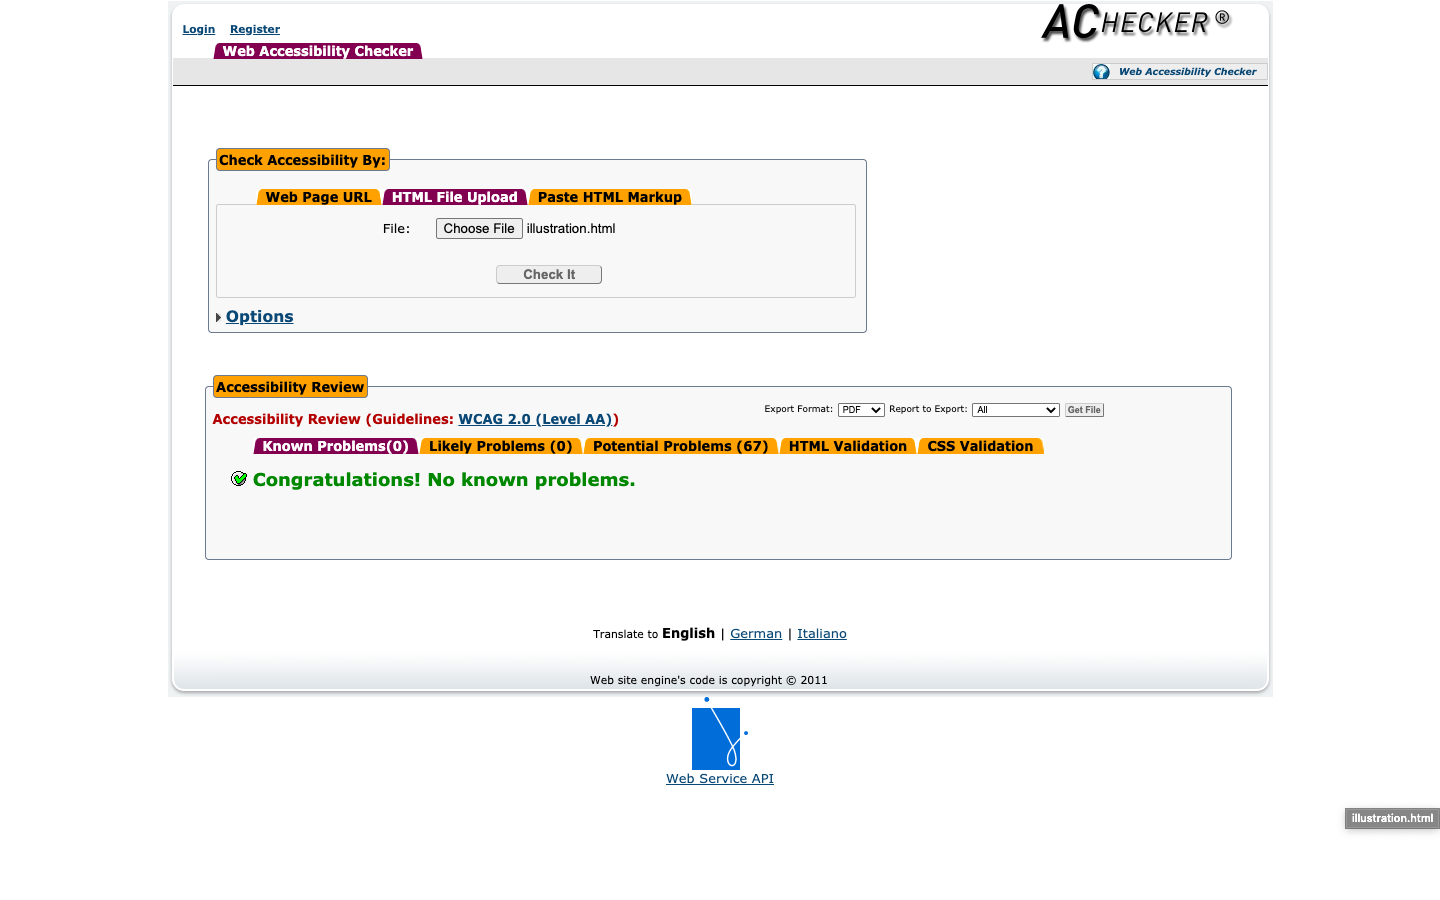 Login Register
ACHECKER ®
Web Accessibility Checker
Web Accessibility Checker
Check Accessibility By:
Web Page URL HTML File Upload Paste HTML Markup
File: Choose File illustration.html
Check It
Options
Accessibility Review
Accessibility Review (Guidelines: WCAG 2.0 (Level AA))
Export Format: PDF Report to Export: All Get File
Known Problems(0) Likely Problems (0) Potential Problems (67) HTML Validation CSS Validation
Congratulations! No known problems.
Translate to English | German | Italiano
Web site engine's code is copyright © 2011
Web Service API
illustration.html